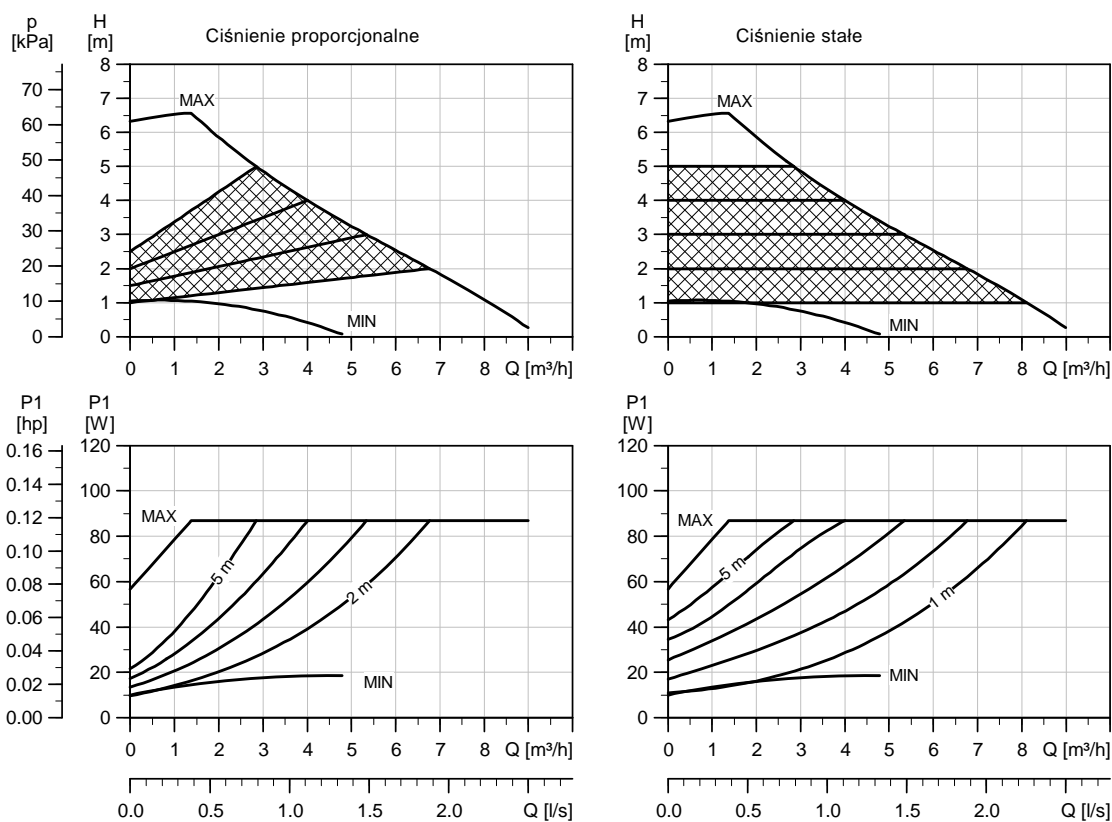 p
[kPa]
H
[m]
Ciśnienie proporcjonalne
70
60
50
40
30
20
10
0
8
7
6
5
4
3
2
1
0
MAX
MIN
0 1 2 3 4 5 6 7 8 Q [m³/h]
H
[m]
Ciśnienie stałe
8
7
6
5
4
3
2
1
0
MAX
MIN
0 1 2 3 4 5 6 7 8 Q [m³/h]
P1
[hp]
P1
[W]
0.16
0.14
0.12
0.10
0.08
0.06
0.04
0.02
0.00
120
100
80
60
40
20
0
MAX
5 m
2 m
MIN
0 1 2 3 4 5 6 7 8 Q [m³/h]
0.0 0.5 1.0 1.5 2.0 Q [l/s]
P1
[W]
120
100
80
60
40
20
0
MAX
5 m
1 m
MIN
0 1 2 3 4 5 6 7 8 Q [m³/h]
0.0 0.5 1.0 1.5 2.0 Q [l/s]